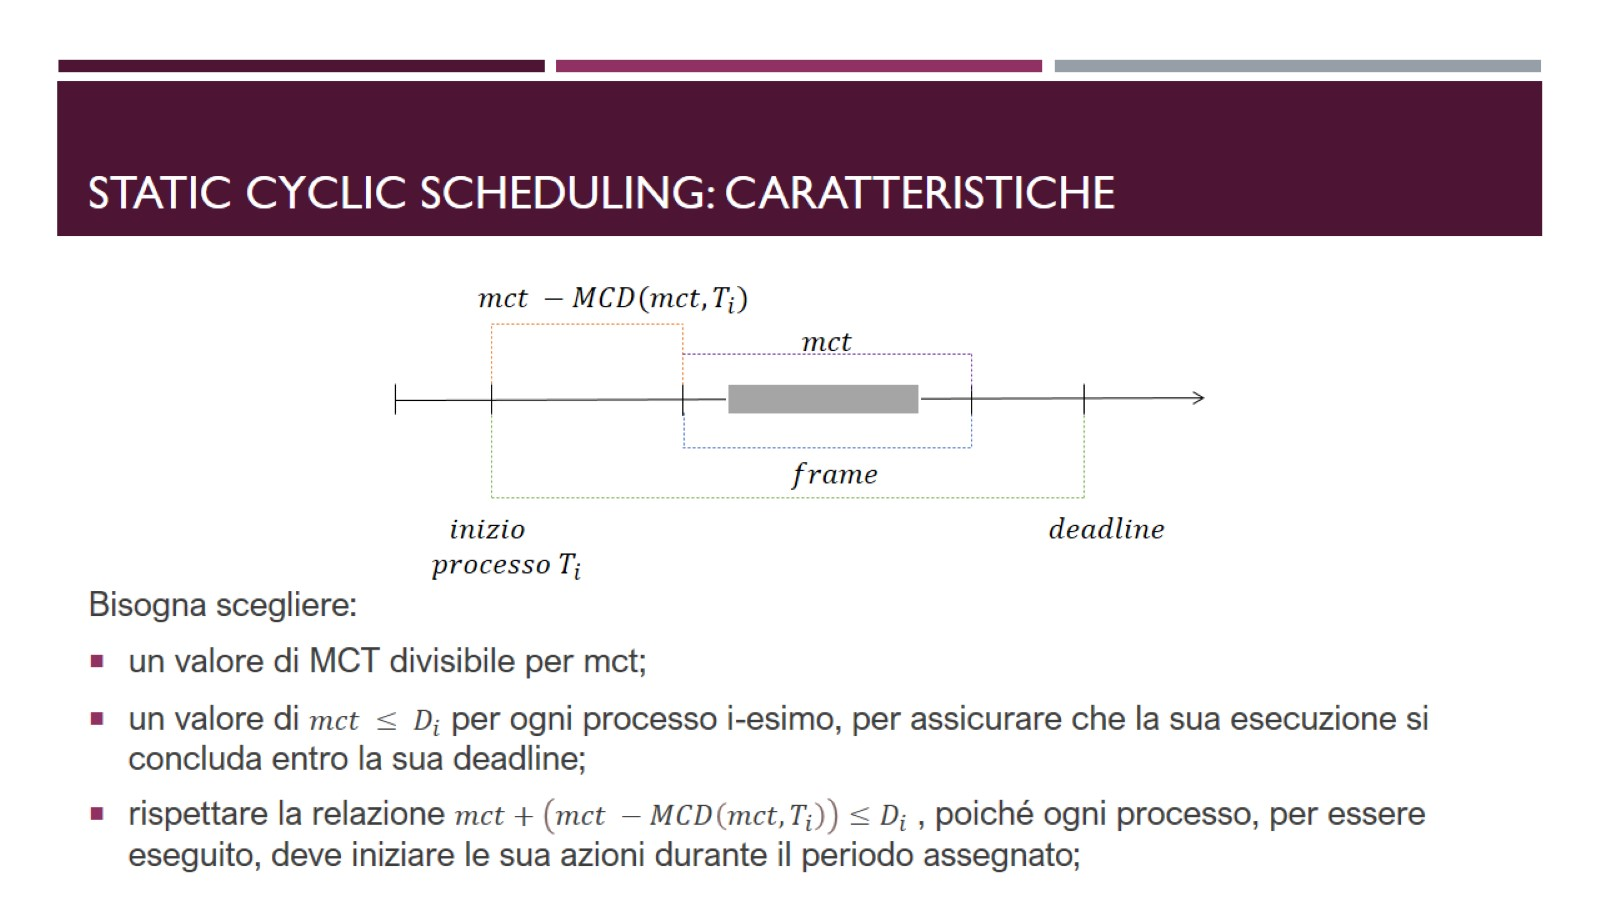 STATIC CYCLIC SCHEDULING: CARATTERISTICHE
mct − MCD(mct, Tᵢ)
mct
frame
inizio
processo Tᵢ
deadline
Bisogna scegliere:
▪ un valore di MCT divisibile per mct;
▪ un valore di mct ≤ Dᵢ per ogni processo i-esimo, per assicurare che la sua esecuzione si
concluda entro la sua deadline;
▪ rispettare la relazione mct + (mct − MCD(mct, Tᵢ)) ≤ Dᵢ , poiché ogni processo, per essere
eseguito, deve iniziare le sua azioni durante il periodo assegnato;